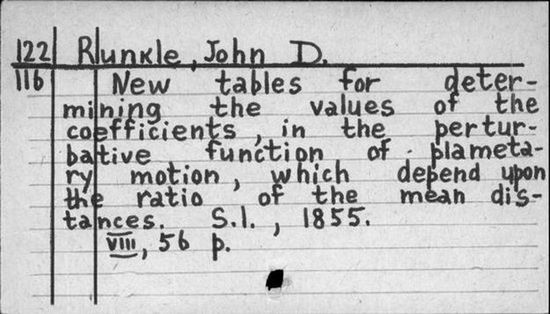 122 Runkle, John D.
116 New tables for deter-
mining the values of the
coefficients, in the pertur-
bative function of plameta-
ry motion, which depend upon
the ratio of the mean dis-
tances. S.l., 1855.
VIII, 56 p.